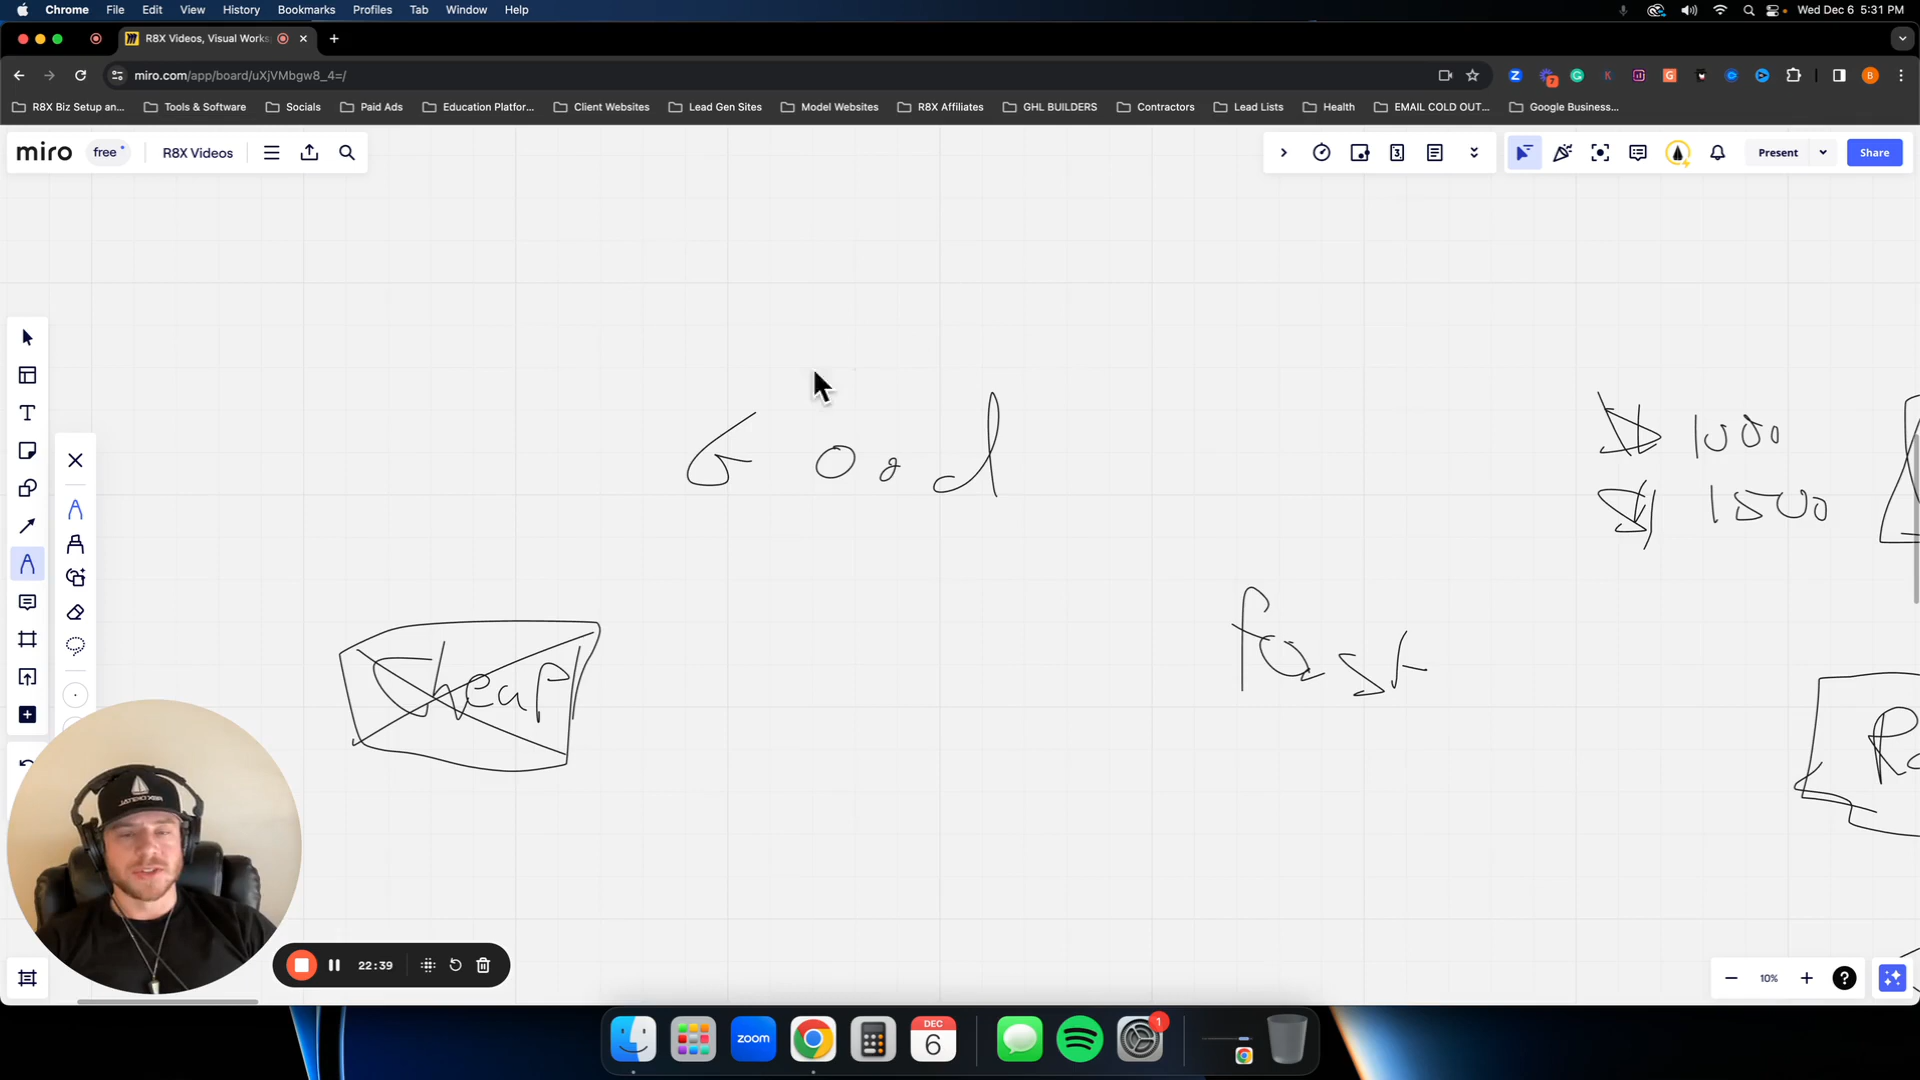 Chrome File Edit View History Bookmarks Profiles Tab Window Help Wed Dec 6 5:31 PM
R8X Videos, Visual Works
miro.com/app/board/uXjVMbgw8_4=/
7
B
R8X Biz Setup an... Tools & Software Socials Paid Ads Education Platfor... Client Websites Lead Gen Sites Model Websites R8X Affiliates GHL BUILDERS Contractors Lead Lists Health EMAIL COLD OUT... Google Business...
miro free R8X Videos Present Share
3
Good
$ 1000
$ 1500
fast
Cheap
22:39
10%
zoom
DEC
6
1